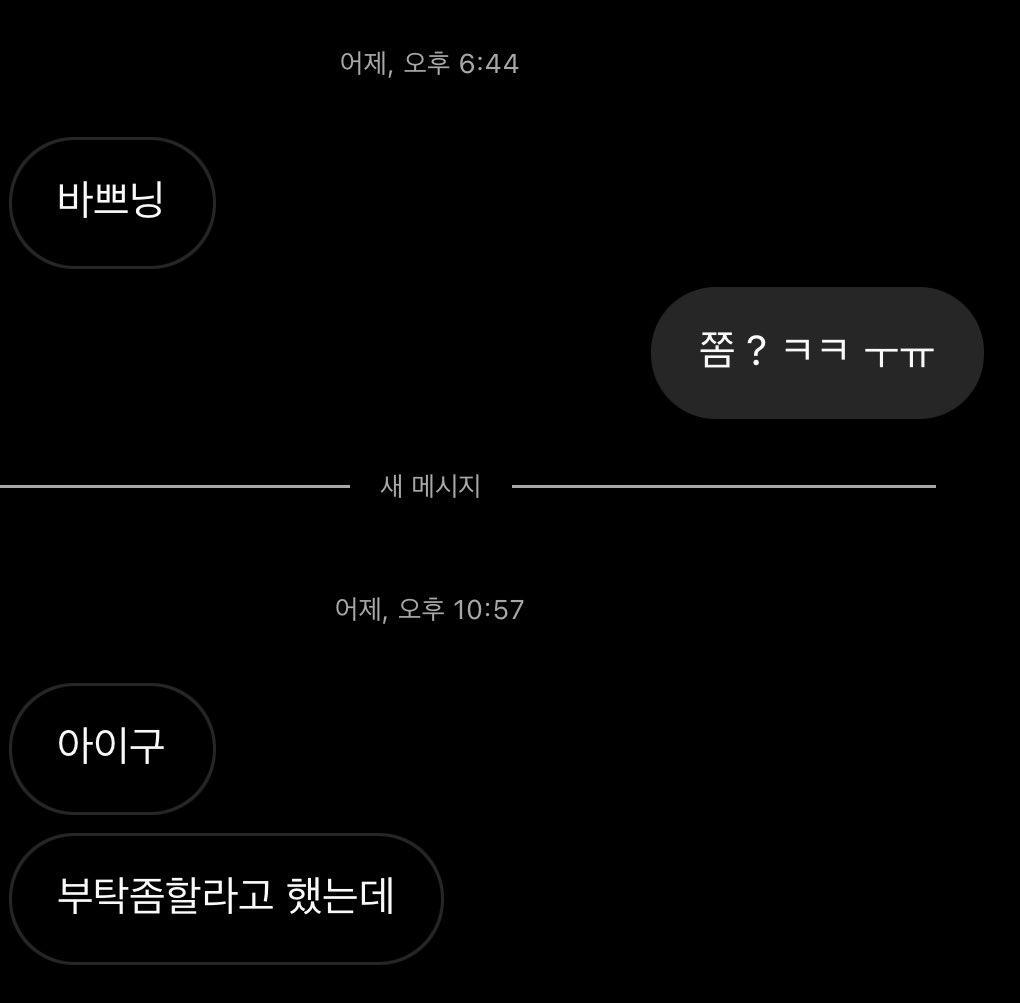 어제, 오후 6:44
바쁘닝
쫌 ? ㅋㅋ ㅜㅠ
새 메시지
어제, 오후 10:57
아이구
부탁좀할라고 했는데